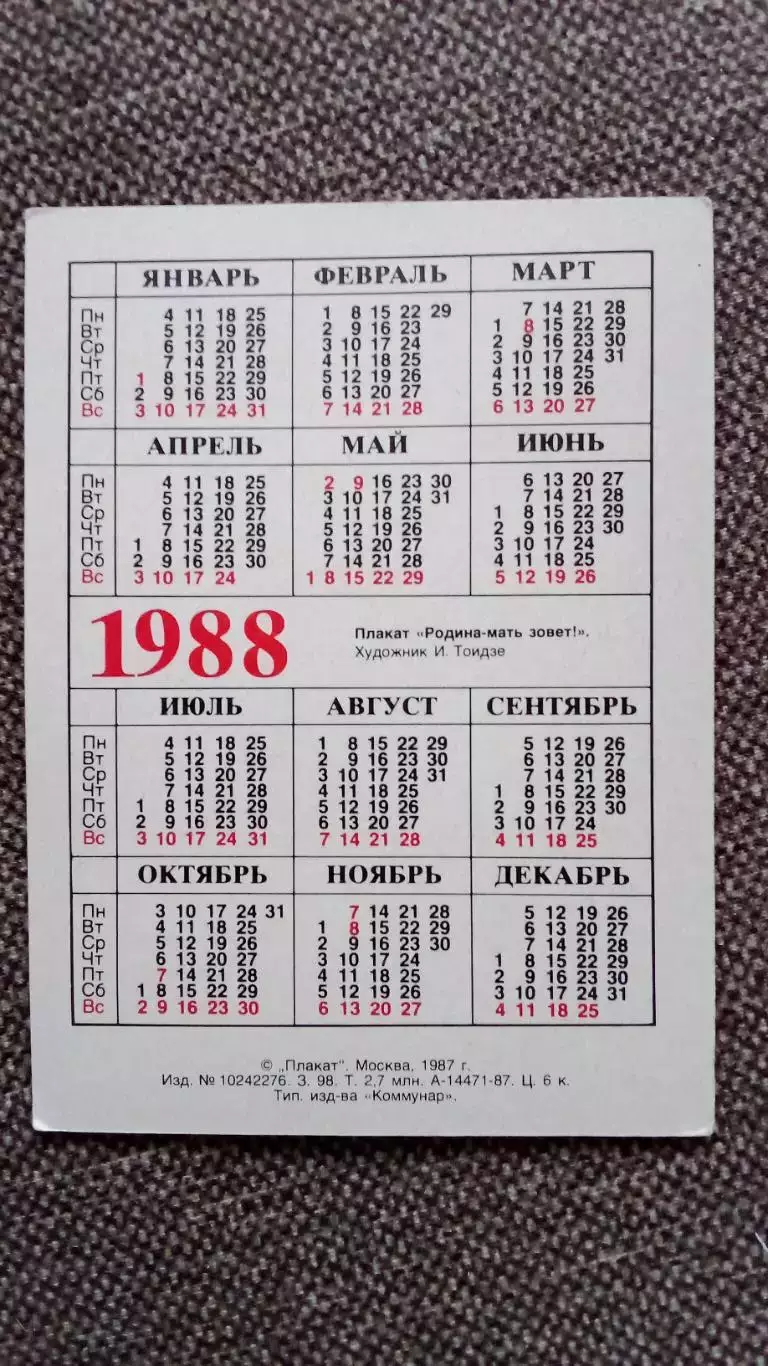 ЯНВАРЬ ФЕВРАЛЬ МАРТ
Пн 4 11 18 25 1 8 15 22 29 7 14 21 28
Вт 5 12 19 26 2 9 16 23 1 8 15 22 29
Ср 6 13 20 27 3 10 17 24 2 9 16 23 30
Чт 7 14 21 28 4 11 18 25 3 10 17 24 31
Пт 1 8 15 22 29 5 12 19 26 4 11 18 25
Сб 2 9 16 23 30 6 13 20 27 5 12 19 26
Вс 3 10 17 24 31 7 14 21 28 6 13 20 27
АПРЕЛЬ МАЙ ИЮНЬ
Пн 4 11 18 25 2 9 16 23 30 6 13 20 27
Вт 5 12 19 26 3 10 17 24 31 7 14 21 28
Ср 6 13 20 27 4 11 18 25 1 8 15 22 29
Чт 7 14 21 28 5 12 19 26 2 9 16 23 30
Пт 1 8 15 22 29 6 13 20 27 3 10 17 24
Сб 2 9 16 23 30 7 14 21 28 4 11 18 25
Вс 3 10 17 24 1 8 15 22 29 5 12 19 26
1988
Плакат «Родина-мать зовет!».
Художник И. Тоидзе
ИЮЛЬ АВГУСТ СЕНТЯБРЬ
Пн 4 11 18 25 1 8 15 22 29 5 12 19 26
Вт 5 12 19 26 2 9 16 23 30 6 13 20 27
Ср 6 13 20 27 3 10 17 24 31 7 14 21 28
Чт 7 14 21 28 4 11 18 25 1 8 15 22 29
Пт 1 8 15 22 29 5 12 19 26 2 9 16 23 30
Сб 2 9 16 23 30 6 13 20 27 3 10 17 24
Вс 3 10 17 24 31 7 14 21 28 4 11 18 25
ОКТЯБРЬ НОЯБРЬ ДЕКАБРЬ
Пн 3 10 17 24 31 7 14 21 28 5 12 19 26
Вт 4 11 18 25 1 8 15 22 29 6 13 20 27
Ср 5 12 19 26 2 9 16 23 30 7 14 21 28
Чт 6 13 20 27 3 10 17 24 1 8 15 22 29
Пт 7 14 21 28 4 11 18 25 2 9 16 23 30
Сб 1 8 15 22 29 5 12 19 26 3 10 17 24 31
Вс 2 9 16 23 30 6 13 20 27 4 11 18 25
© „Плакат". Москва, 1987 г.
Изд. № 10242276. З. 98. Т. 2,7 млн. А-14471-87. Ц. 6 к.
Тип. изд-ва «Коммунар».